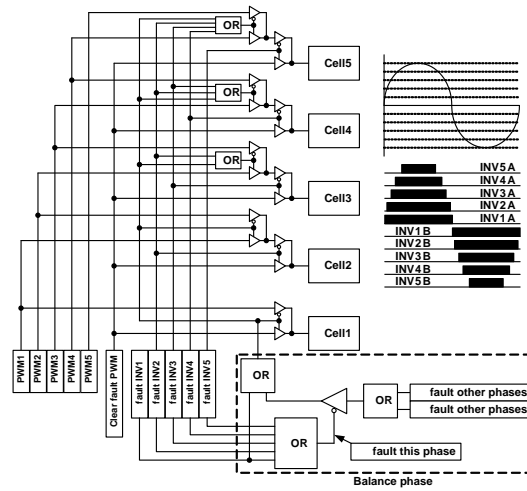 OR
Cell5
OR
Cell4
OR
Cell3
Cell2
Cell1
INV5A
INV4A
INV3A
INV2A
INV1A
INV1B
INV2B
INV3B
INV4B
INV5B
PWM1
PWM2
PWM3
PWM4
PWM5
Clear fault PWM
fault INV1
fault INV2
fault INV3
fault INV4
fault INV5
OR
OR
fault other phases
fault other phases
OR
fault this phase
Balance phase